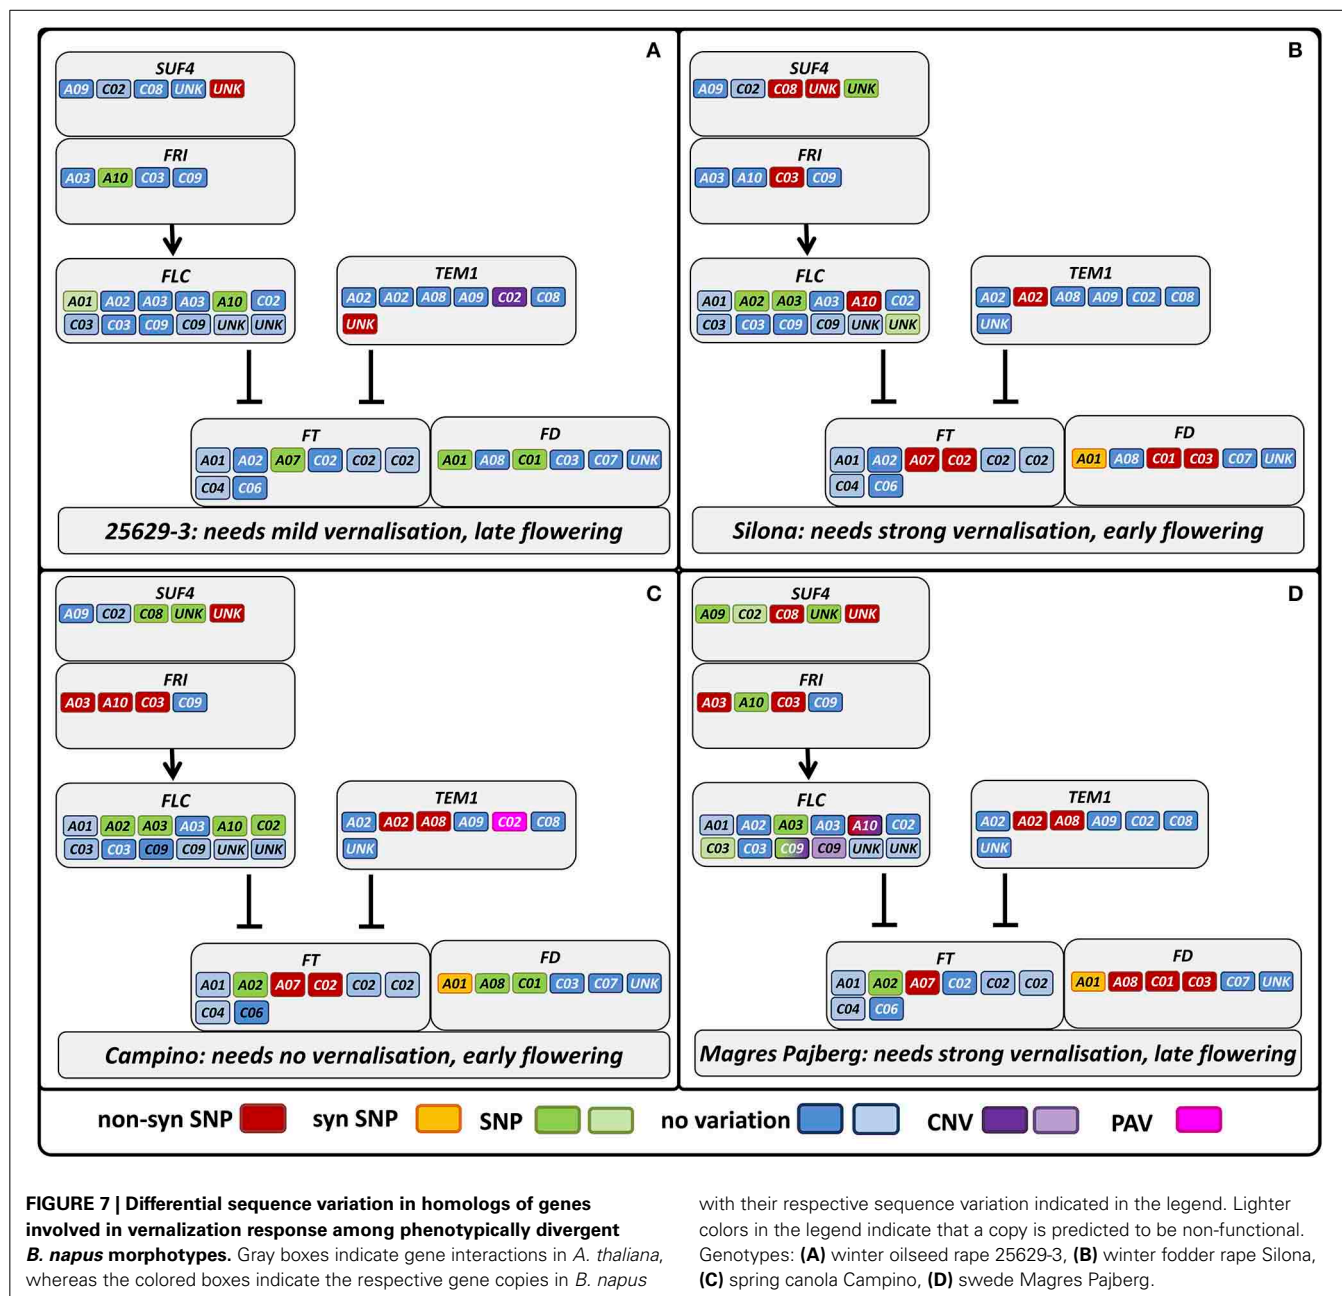 A
SUF4
A09 C02 C08 UNK UNK
FRI
A03 A10 C03 C09
FLC
A01 A02 A03 A03 A10 C02
C03 C03 C09 C09 UNK UNK
TEM1
A02 A02 A08 A09 C02 C08
UNK
FT
A01 A02 A07 C02 C02 C02
C04 C06
FD
A01 A08 C01 C03 C07 UNK
25629-3: needs mild vernalisation, late flowering
B
SUF4
A09 C02 C08 UNK UNK
FRI
A03 A10 C03 C09
FLC
A01 A02 A03 A03 A10 C02
C03 C03 C09 C09 UNK UNK
TEM1
A02 A02 A08 A09 C02 C08
UNK
FT
A01 A02 A07 C02 C02 C02
C04 C06
FD
A01 A08 C01 C03 C07 UNK
Silona: needs strong vernalisation, early flowering
C
SUF4
A09 C02 C08 UNK UNK
FRI
A03 A10 C03 C09
FLC
A01 A02 A03 A03 A10 C02
C03 C03 C09 C09 UNK UNK
TEM1
A02 A02 A08 A09 C02 C08
UNK
FT
A01 A02 A07 C02 C02 C02
C04 C06
FD
A01 A08 C01 C03 C07 UNK
Campino: needs no vernalisation, early flowering
D
SUF4
A09 C02 C08 UNK UNK
FRI
A03 A10 C03 C09
FLC
A01 A02 A03 A03 A10 C02
C03 C03 C09 C09 UNK UNK
TEM1
A02 A02 A08 A09 C02 C08
UNK
FT
A01 A02 A07 C02 C02 C02
C04 C06
FD
A01 A08 C01 C03 C07 UNK
Magres Pajberg: needs strong vernalisation, late flowering
non-syn SNP syn SNP SNP no variation CNV PAV
FIGURE 7 | Differential sequence variation in homologs of genes
involved in vernalization response among phenotypically divergent
B. napus morphotypes. Gray boxes indicate gene interactions in A. thaliana,
whereas the colored boxes indicate the respective gene copies in B. napus
with their respective sequence variation indicated in the legend. Lighter
colors in the legend indicate that a copy is predicted to be non-functional.
Genotypes: (A) winter oilseed rape 25629-3, (B) winter fodder rape Silona,
(C) spring canola Campino, (D) swede Magres Pajberg.